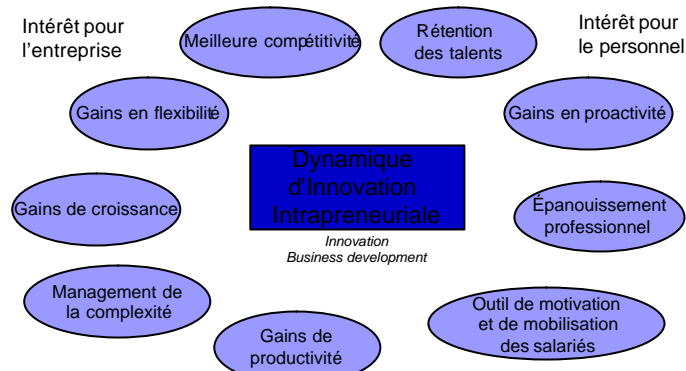 Intérêt pour
l'entreprise
Meilleure compétitivité
Rétention
des talents
Intérêt pour
le personnel
Gains en flexibilité
Gains en proactivité
Dynamique
d'Innovation
Intrapreneuriale
Innovation
Business development
Gains de croissance
Épanouissement
professionnel
Management de
la complexité
Gains de
productivité
Outil de motivation
et de mobilisation
des salariés